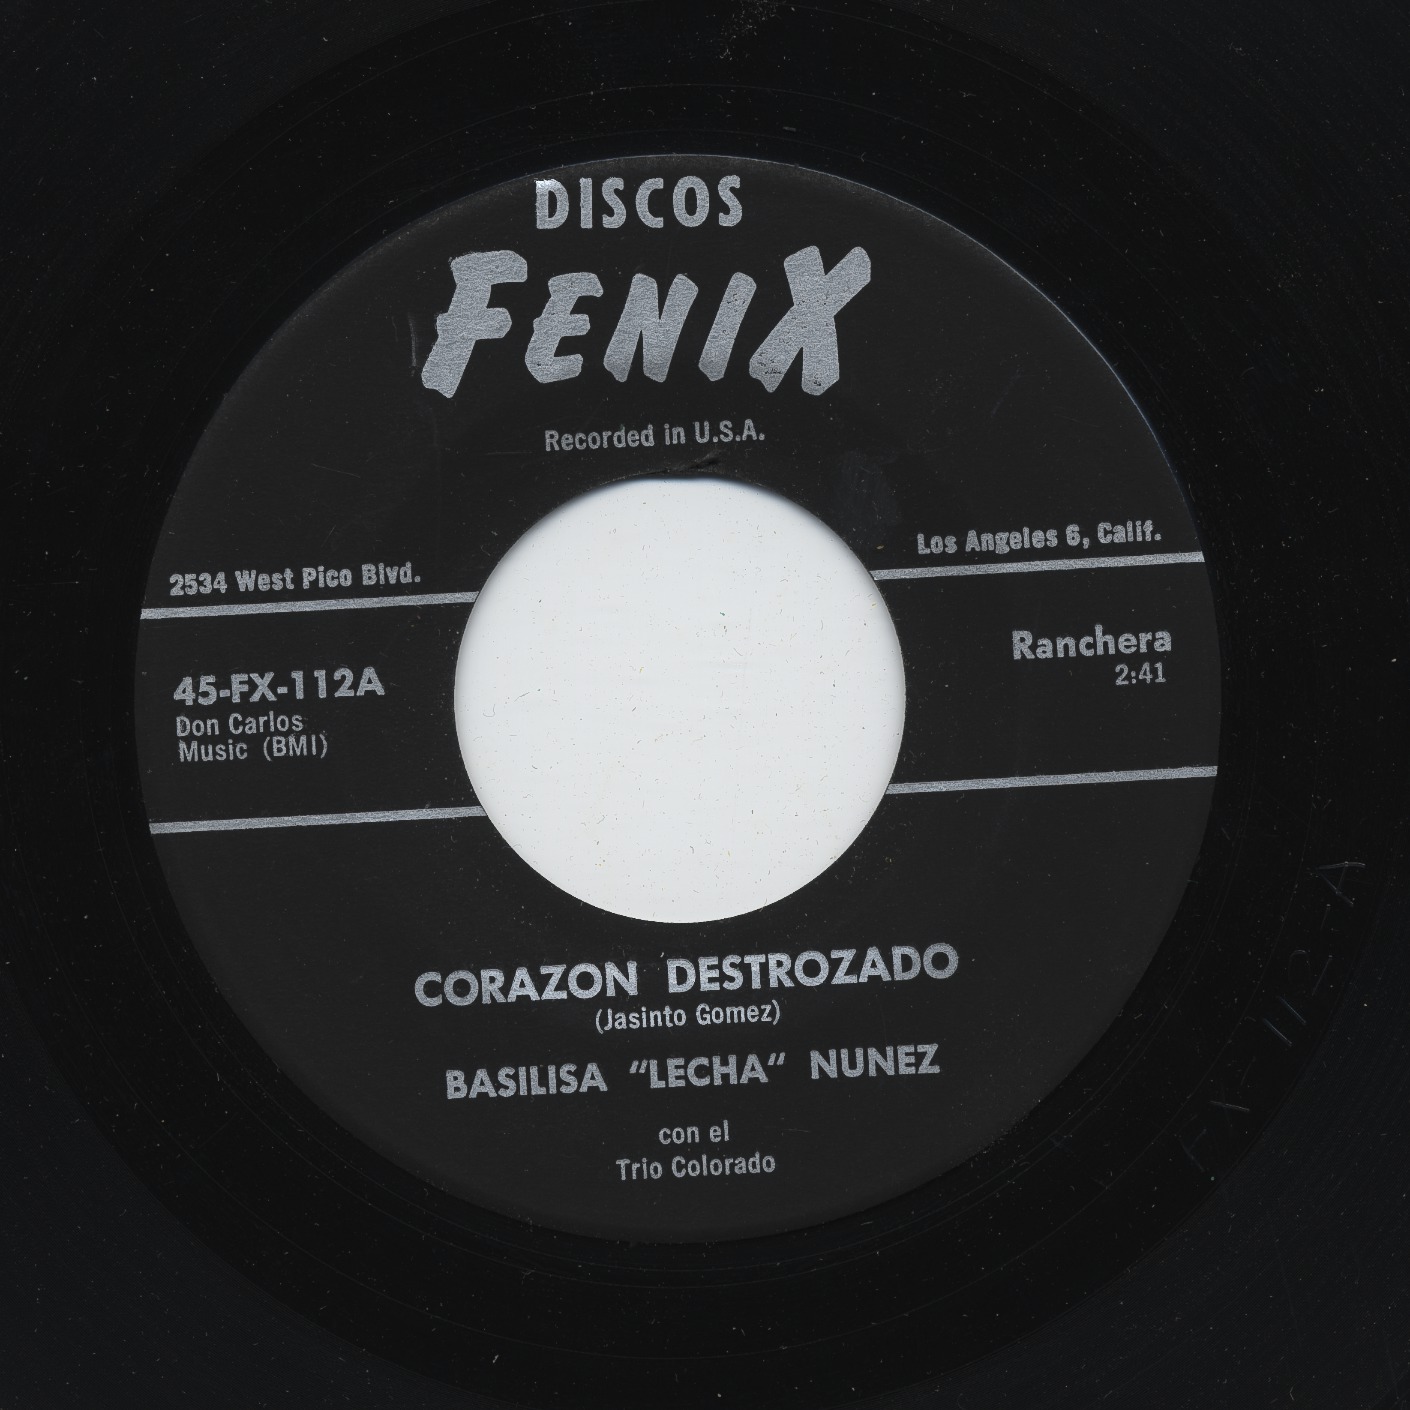 DISCOS
FENIX
Recorded in U.S.A.
2534 West Pico Blvd.
Los Angeles 6, Calif.
45-FX-112A
Don Carlos
Music (BMI)
Ranchera
2:41
CORAZON DESTROZADO
(Jasinto Gomez)
BASILISA "LECHA" NUNEZ
con el
Trio Colorado